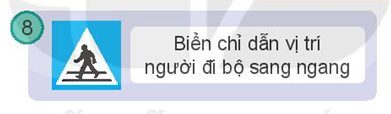 8
Biển chỉ dẫn vị trí
người đi bộ sang ngang